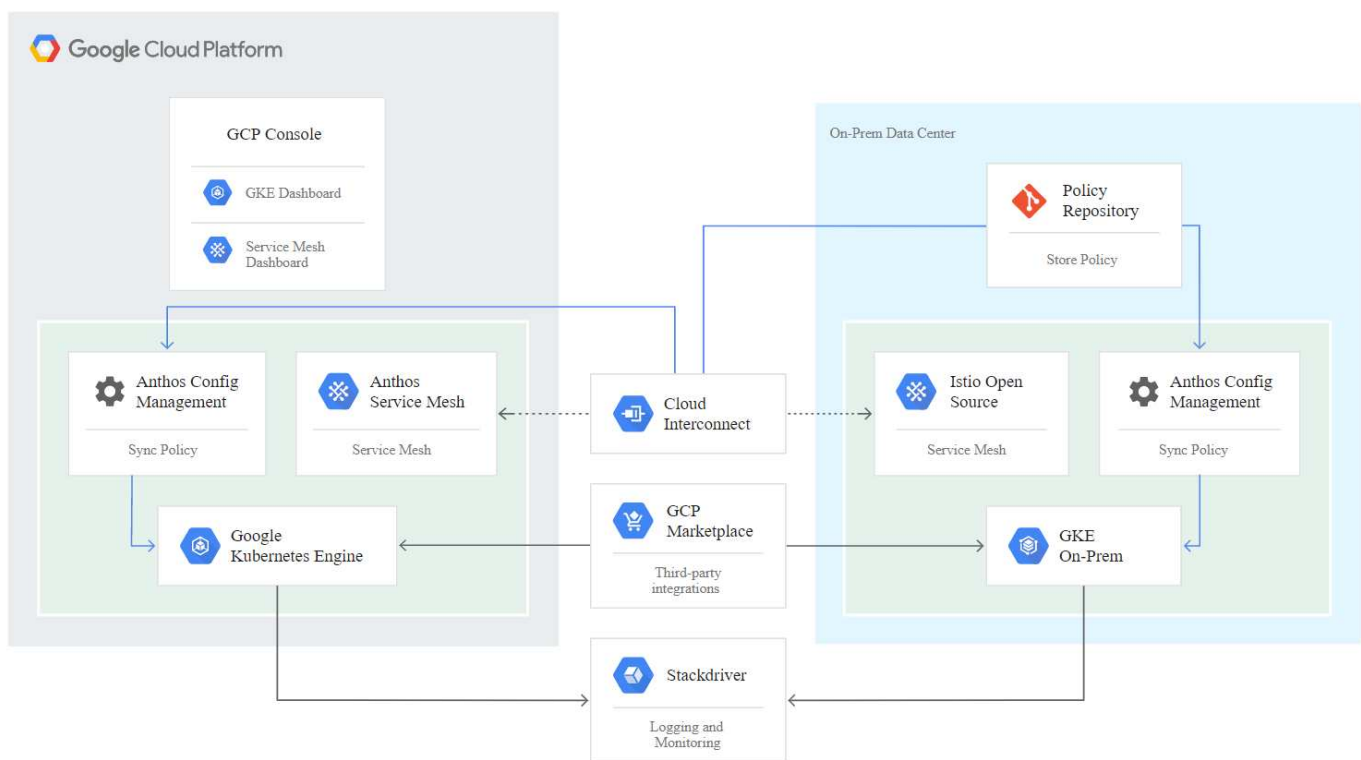 Google Cloud Platform
GCP Console
GKE Dashboard
Service Mesh
Dashboard
On-Prem Data Center
Policy
Repository
Store Policy
Anthos Config
Management
Sync Policy
Anthos
Service Mesh
Service Mesh
Cloud
Interconnect
Istio Open
Source
Service Mesh
Anthos Config
Management
Sync Policy
Google
Kubernetes Engine
GCP
Marketplace
Third-party
integrations
GKE
On-Prem
Stackdriver
Logging and
Monitoring